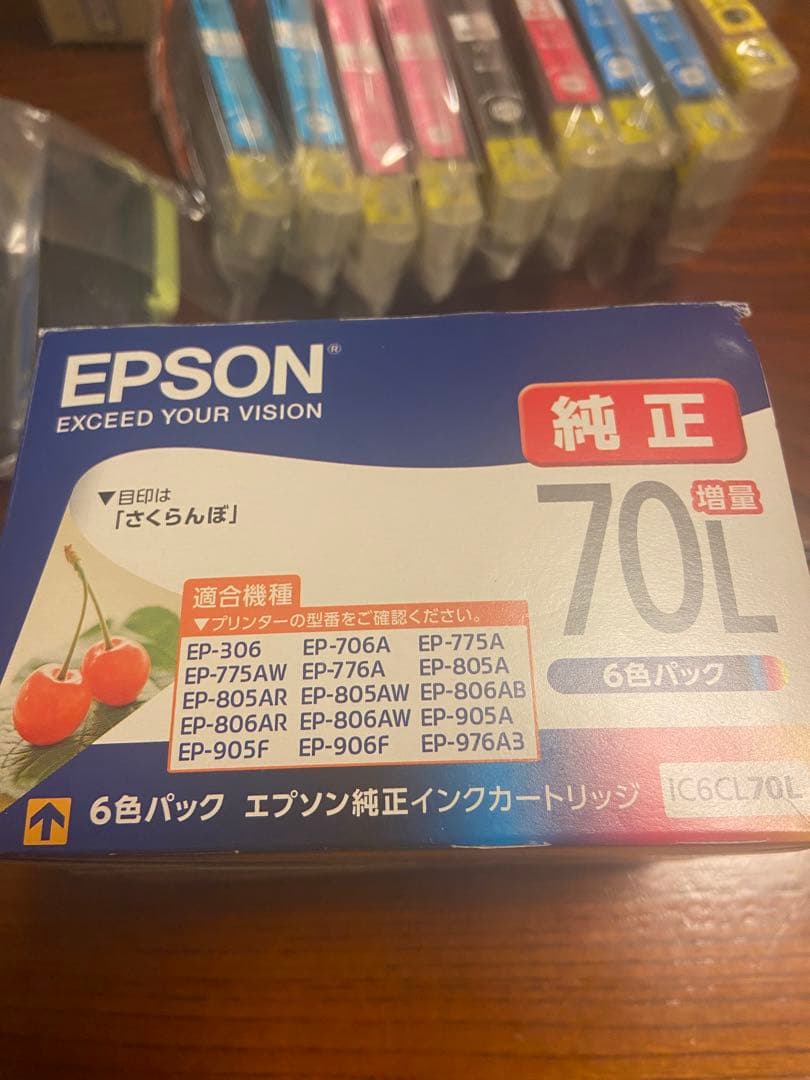 EPSON®
EXCEED YOUR VISION
純正
▼目印は
「さくらんぼ」
70L
増量
6色パック
適合機種
▼プリンターの型番をご確認ください。
EP-306 EP-706A EP-775A
EP-775AW EP-776A EP-805A
EP-805AR EP-805AW EP-806AB
EP-806AR EP-806AW EP-905A
EP-905F EP-906F EP-976A3
6色パック エプソン純正インクカートリッジ IC6CL70L